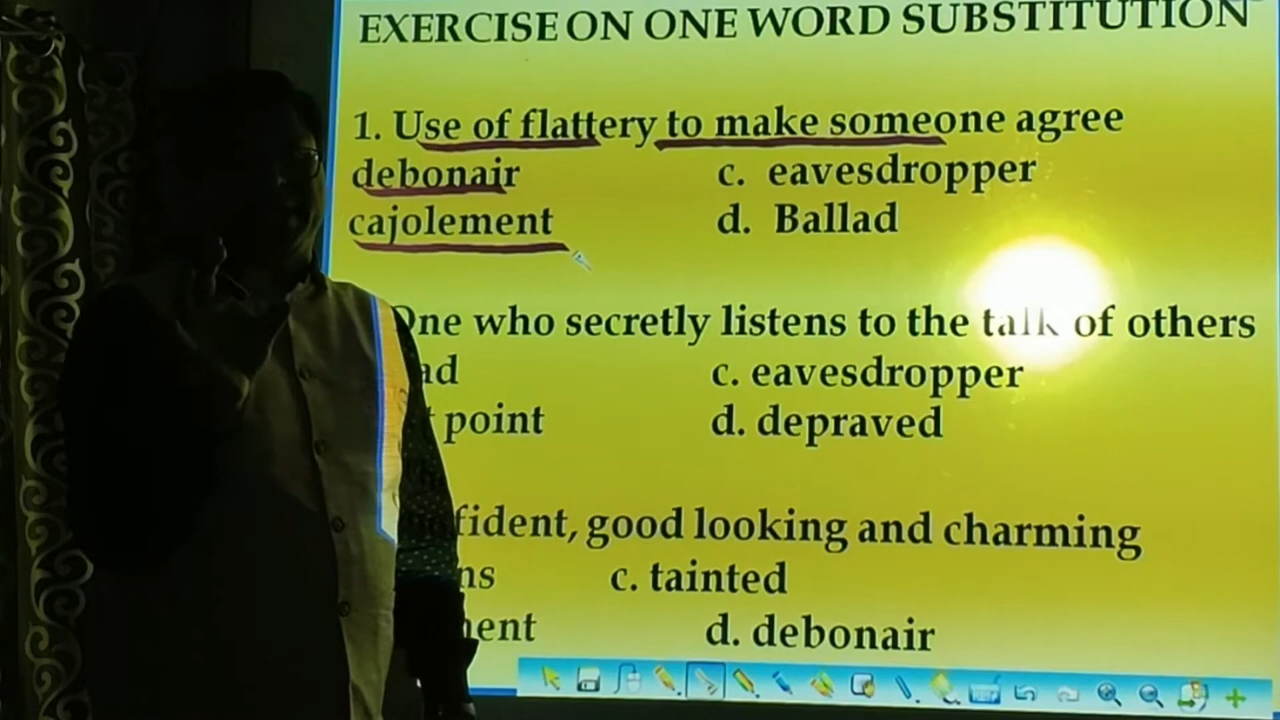 EXERCISE ON ONE WORD SUBSTITUTION
1. Use of flattery to make someone agree
debonair c. eavesdropper
cajolement d. Ballad
One who secretly listens to the talk of others
c. eavesdropper
point d. depraved
good looking and charming
c. tainted
d. debonair